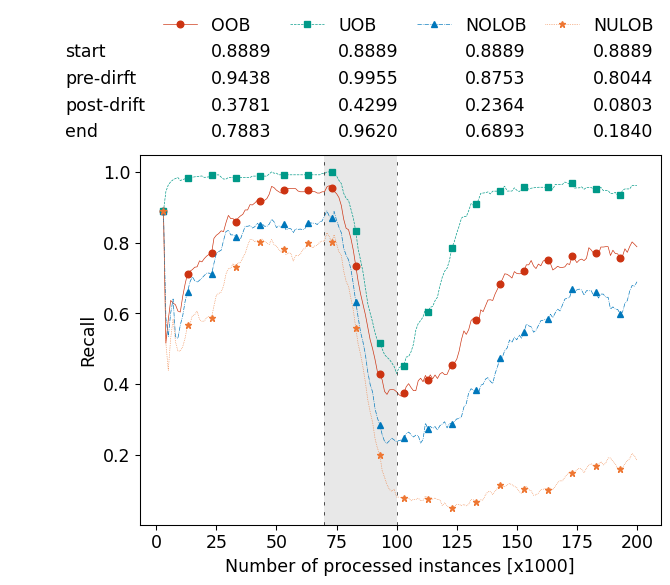 OOB UOB NOLOB NULOB
start 0.8889 0.8889 0.8889 0.8889
pre-dirft 0.9438 0.9955 0.8753 0.8044
post-drift 0.3781 0.4299 0.2364 0.0803
end 0.7883 0.9620 0.6893 0.1840
1.0
0.8
0.6
0.4
0.2
Recall
0 25 50 75 100 125 150 175 200
Number of processed instances [x1000]